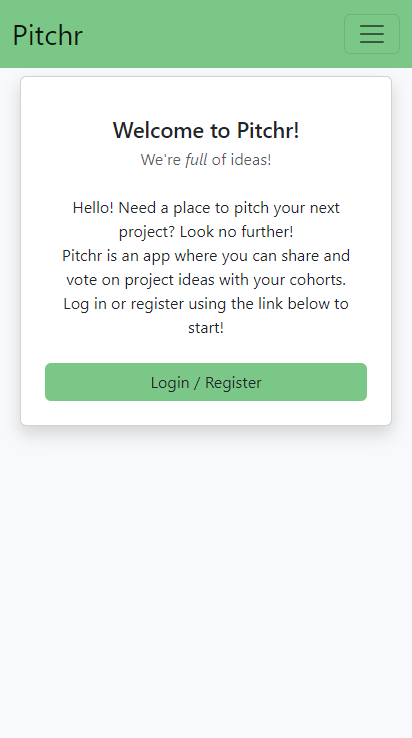 Pitchr
Welcome to Pitchr!
We're full of ideas!
Hello! Need a place to pitch your next
project? Look no further!
Pitchr is an app where you can share and
vote on project ideas with your cohorts.
Log in or register using the link below to
start!
Login / Register